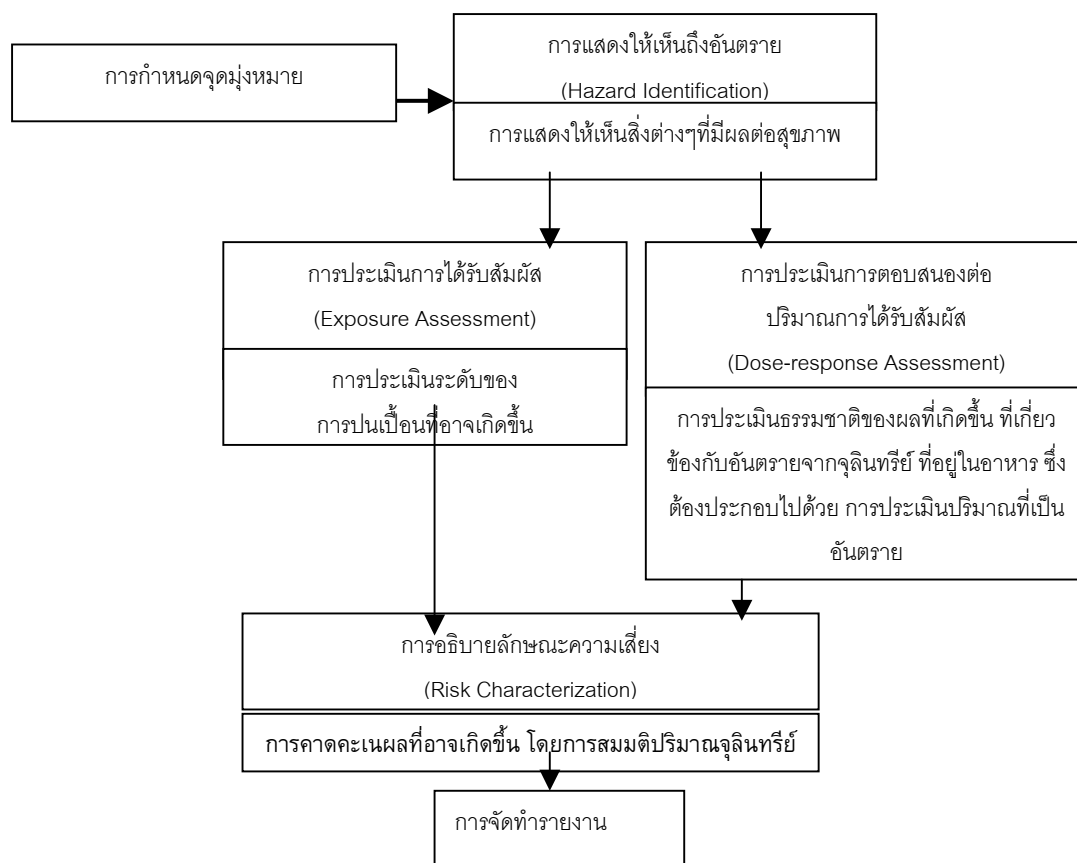 การกำหนดจุดมุ่งหมาย
การแสดงให้เห็นถึงอันตราย
(Hazard Identification)
การแสดงให้เห็นสิ่งต่างๆที่มีผลต่อสุขภาพ
การประเมินการได้รับสัมผัส
(Exposure Assessment)
การประเมินระดับของ
การปนเปื้อนที่อาจเกิดขึ้น
การประเมินการตอบสนองต่อ
ปริมาณการได้รับสัมผัส
(Dose-response Assessment)
การประเมินธรรมชาติของผลที่เกิดขึ้น ที่เกี่ยว
ข้องกับอันตรายจากจุลินทรีย์ ที่อยู่ในอาหาร ซึ่ง
ต้องประกอบไปด้วย การประเมินปริมาณที่เป็น
อันตราย
การอธิบายลักษณะความเสี่ยง
(Risk Characterization)
การคาดคะเนผลที่อาจเกิดขึ้น โดยการสมมติปริมาณจุลินทรีย์
การจัดทำรายงาน